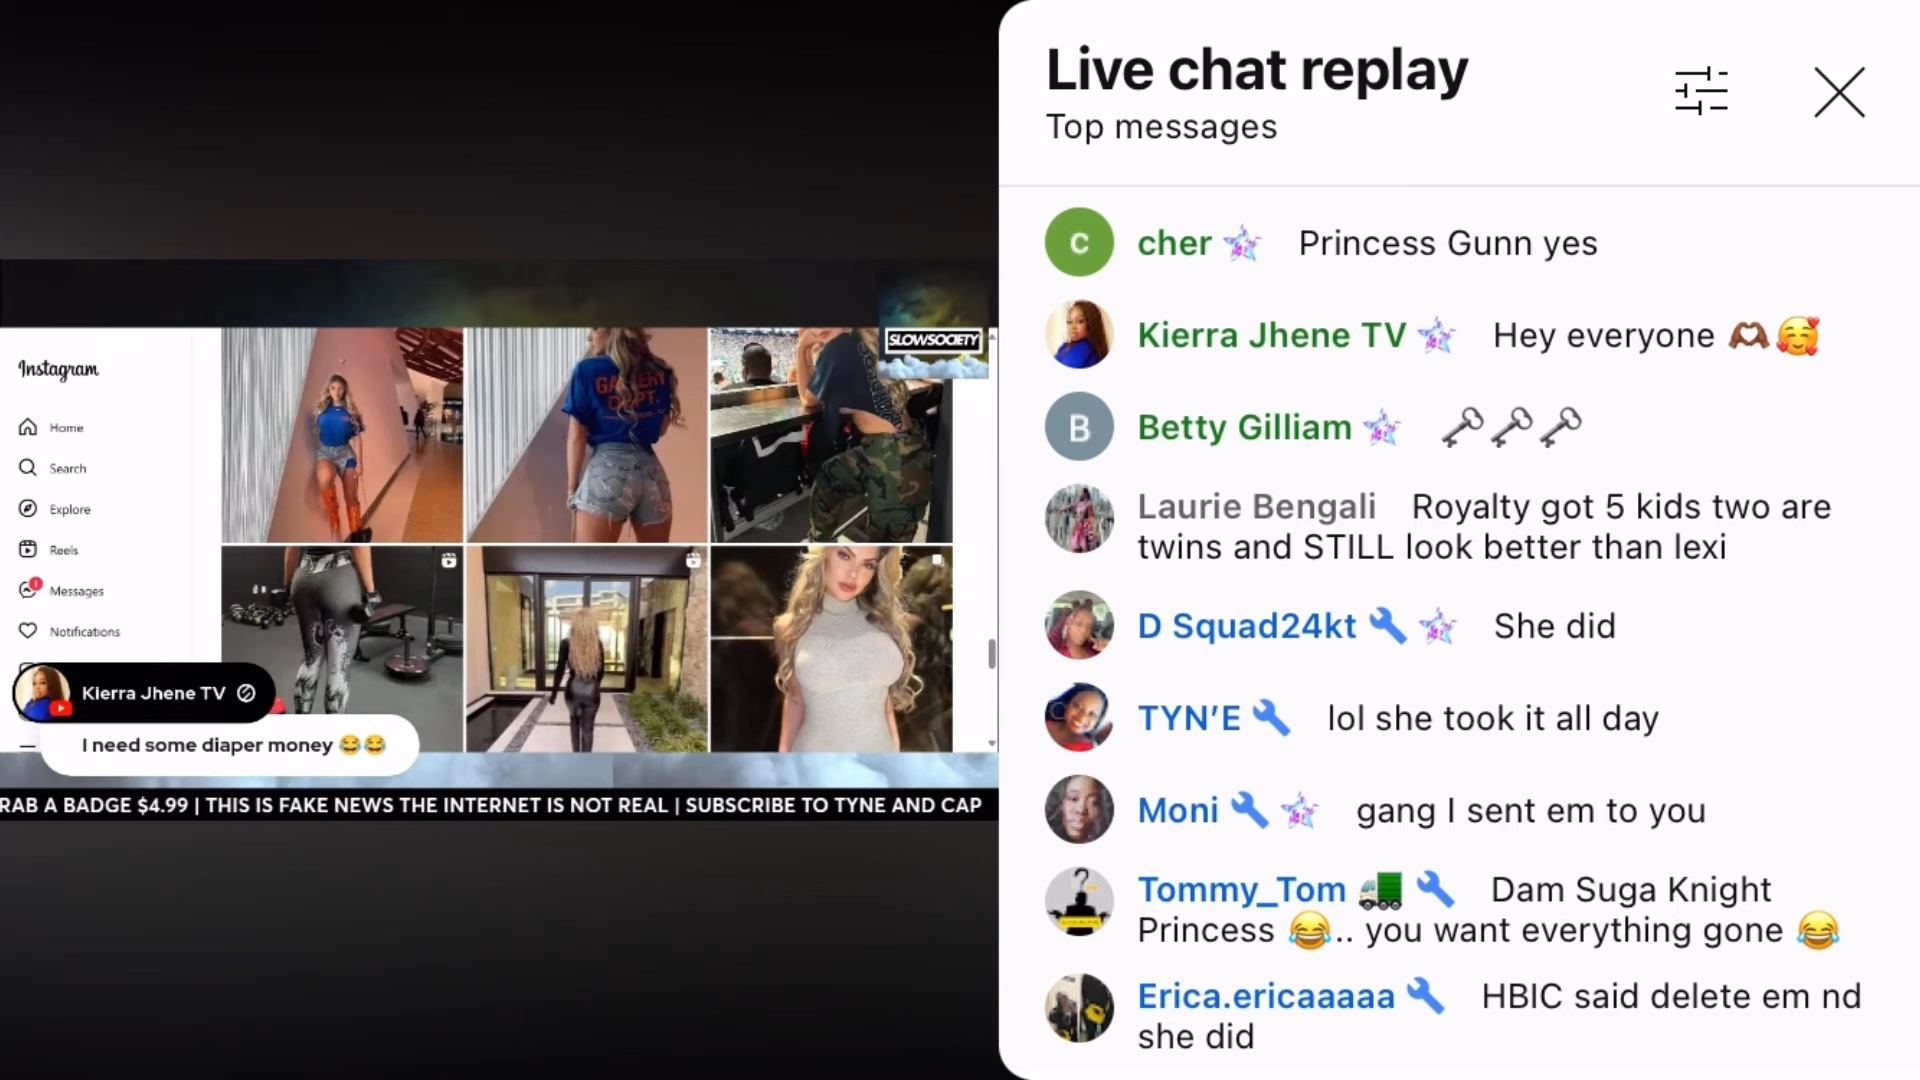 Live chat replay
Top messages
C
cher Princess Gunn yes
Kierra Jhene TV Hey everyone
B
Betty Gilliam
Laurie Bengali Royalty got 5 kids two are
twins and STILL look better than lexi
D Squad24kt She did
TYN’E lol she took it all day
Moni gang I sent em to you
Tommy_Tom Dam Suga Knight
Princess 😂.. you want everything gone 😂
Erica.ericaaaaa HBIC said delete em nd
she did
SLOWSOCIETY
Instagram
Home
Search
Explore
Reels
1
Messages
Notifications
GALLERY
DEPT.
Kierra Jhene TV
I need some diaper money 😂😂
RAB A BADGE $4.99 | THIS IS FAKE NEWS THE INTERNET IS NOT REAL | SUBSCRIBE TO TYNE AND CAP